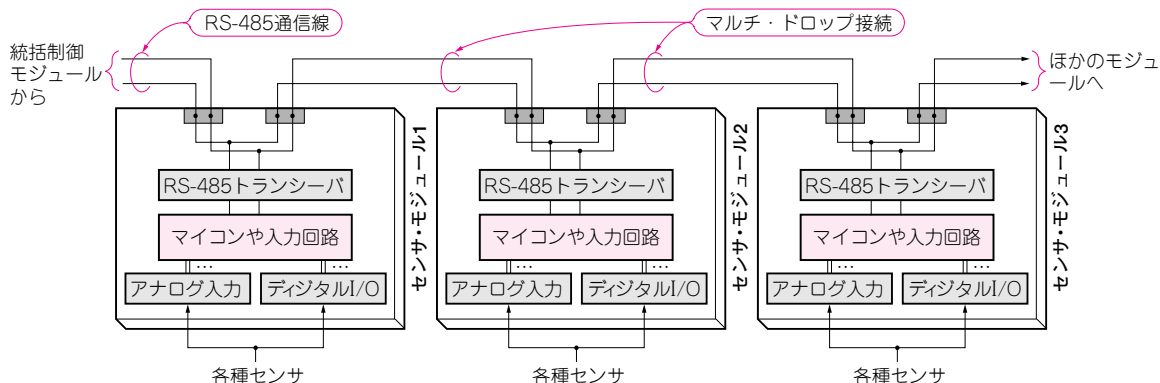 RS-485通信線
マルチ・ドロップ接続
統括制御
モジュール
から
ほかのモジュ
ールへ
RS-485トランシーバ
マイコンや入力回路
…
…
アナログ入力
ディジタルI/O
センサ・モジュール1
各種センサ
RS-485トランシーバ
マイコンや入力回路
…
…
アナログ入力
ディジタルI/O
センサ・モジュール2
各種センサ
RS-485トランシーバ
マイコンや入力回路
…
…
アナログ入力
ディジタルI/O
センサ・モジュール3
各種センサ